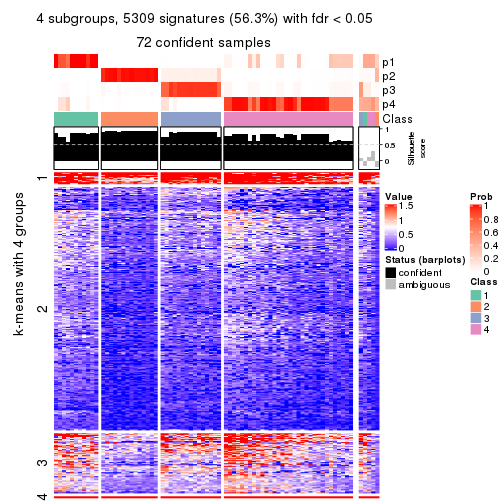 4 subgroups, 5309 signatures (56.3%) with fdr < 0.05
72 confident samples
p1
p2
p3
p4
Class
1
0.5
0
Silhouette
score
k-means with 4 groups
1
2
3
4
Value
1.5
1
0.5
0
Status (barplots)
confident
ambiguous
Prob
1
0.8
0.6
0.4
0.2
0
Class
1
2
3
4